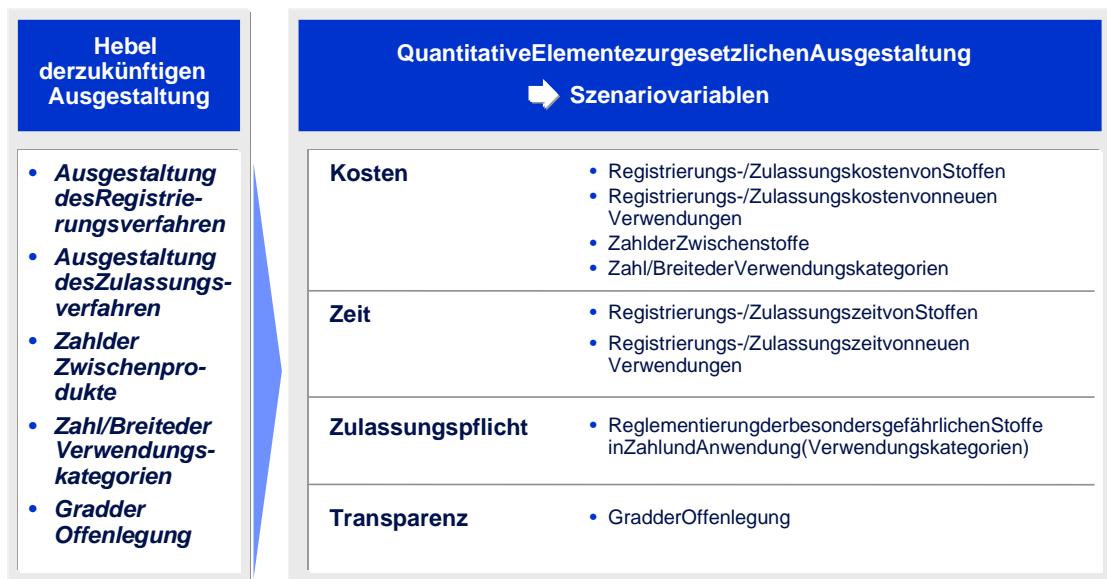 Hebel
derzukünftigen
Ausgestaltung
QuantitativeElementezurgesetzlichenAusgestaltung
Szenariovariablen
• Ausgestaltung
desRegistrie-
rungsverfahren
• Ausgestaltung
desZulassungs-
verfahren
• Zahlder
Zwischenpro-
dukte
• Zahl/Breiteder
Verwendungs-
kategorien
• Gradder
Offenlegung
Kosten
• Registrierungs-/ZulassungskostenvonStoffen
• Registrierungs-/Zulassungskostenvonneuen
Verwendungen
• ZahlderZwischenstoffe
• Zahl/BreitederVerwendungskategorien
Zeit
• Registrierungs-/ZulassungszeitvonStoffen
• Registrierungs-/Zulassungszeitvonneuen
Verwendungen
Zulassungspflicht
• ReglementierungderbesondersgefährlichenStoffe
inZahlundAnwendung(Verwendungskategorien)
Transparenz
• GradderOffenlegung